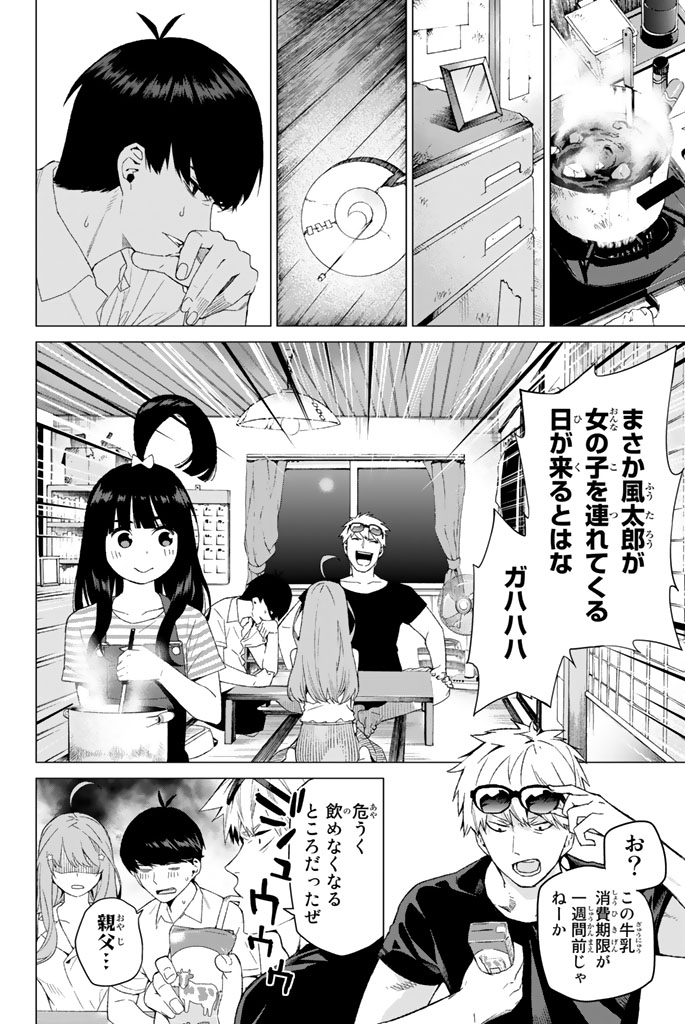 まさか風太郎が
女の子を連れてくる
日が来るとはな
ガハハハ
お？
この牛乳
消費期限が
一週間前じゃ
ねーか
危うく
飲めなくなる
ところだったぜ
ジュウウゥゥ
親父…